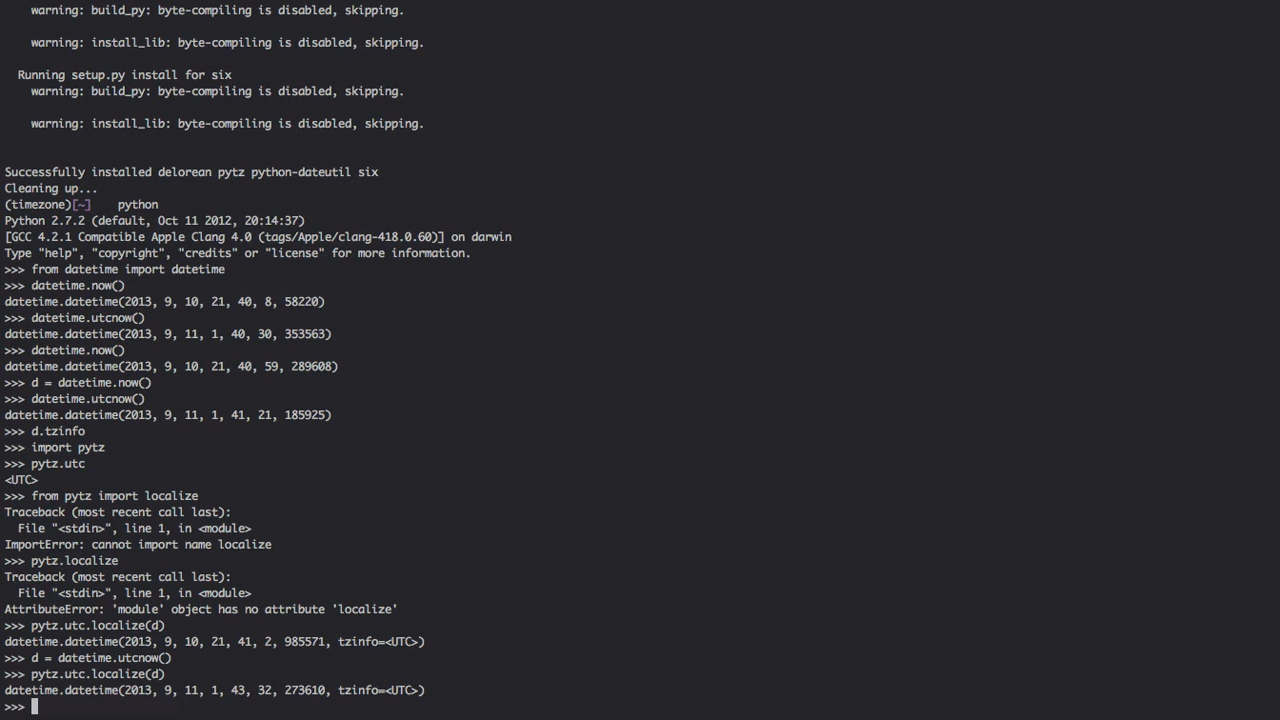 warning: build_py: byte-compiling is disabled, skipping.
warning: install_lib: byte-compiling is disabled, skipping.
Running setup.py install for six
warning: build_py: byte-compiling is disabled, skipping.
warning: install_lib: byte-compiling is disabled, skipping.
Successfully installed delorean pytz python-dateutil six
Cleaning up...
(timezone)[~]    python
Python 2.7.2 (default, Oct 11 2012, 20:14:37)
[GCC 4.2.1 Compatible Apple Clang 4.0 (tags/Apple/clang-418.0.60)] on darwin
Type "help", "copyright", "credits" or "license" for more information.
>>> from datetime import datetime
>>> datetime.now()
datetime.datetime(2013, 9, 10, 21, 40, 8, 58220)
>>> datetime.utcnow()
datetime.datetime(2013, 9, 11, 1, 40, 30, 353563)
>>> datetime.now()
datetime.datetime(2013, 9, 10, 21, 40, 59, 289608)
>>> d = datetime.now()
>>> datetime.utcnow()
datetime.datetime(2013, 9, 11, 1, 41, 21, 185925)
>>> d.tzinfo
>>> import pytz
>>> pytz.utc
<UTC>
>>> from pytz import localize
Traceback (most recent call last):
  File "<stdin>", line 1, in <module>
ImportError: cannot import name localize
>>> pytz.localize
Traceback (most recent call last):
  File "<stdin>", line 1, in <module>
AttributeError: 'module' object has no attribute 'localize'
>>> pytz.utc.localize(d)
datetime.datetime(2013, 9, 10, 21, 41, 2, 985571, tzinfo=<UTC>)
>>> d = datetime.utcnow()
>>> pytz.utc.localize(d)
datetime.datetime(2013, 9, 11, 1, 43, 32, 273610, tzinfo=<UTC>)
>>>